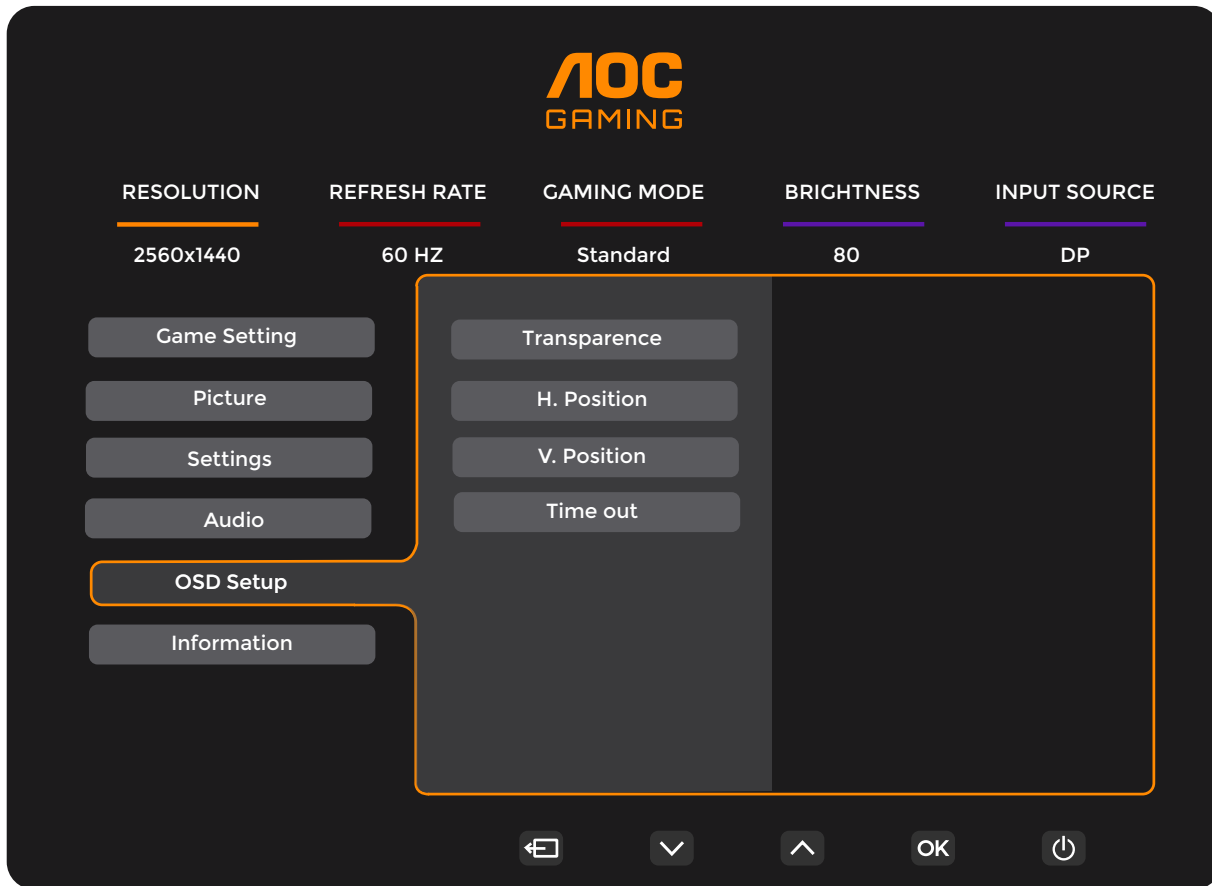 AOC
GAMING
RESOLUTION REFRESH RATE GAMING MODE BRIGHTNESS INPUT SOURCE
2560x1440 60 HZ Standard 80 DP
Game Setting
Transparence
Picture
H. Position
Settings
V. Position
Audio
Time out
OSD Setup
Information
OK